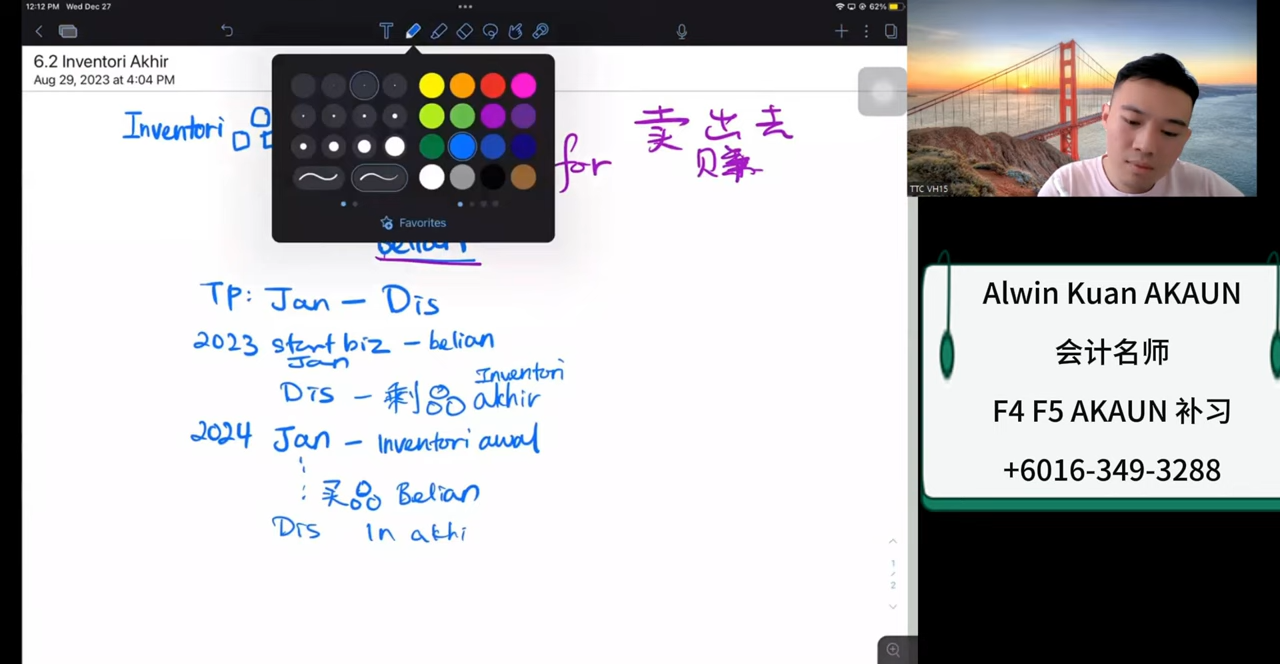 12:12 PM Wed Dec 27
62%
T
6.2 Inventori Akhir
Aug 29, 2023 at 4:04 PM
Inventori
for
卖出去
赚
Favorites
Belian
TP: Jan – Dis
2023 start biz – belian
Jan
Inventori
Dis – 剩 akhir
2024 Jan – Inventori awal
买 Belian
Dis In akhi
1
/
2
TTC VH15
Alwin Kuan AKAUN
会计名师
F4 F5 AKAUN 补习
+6016-349-3288